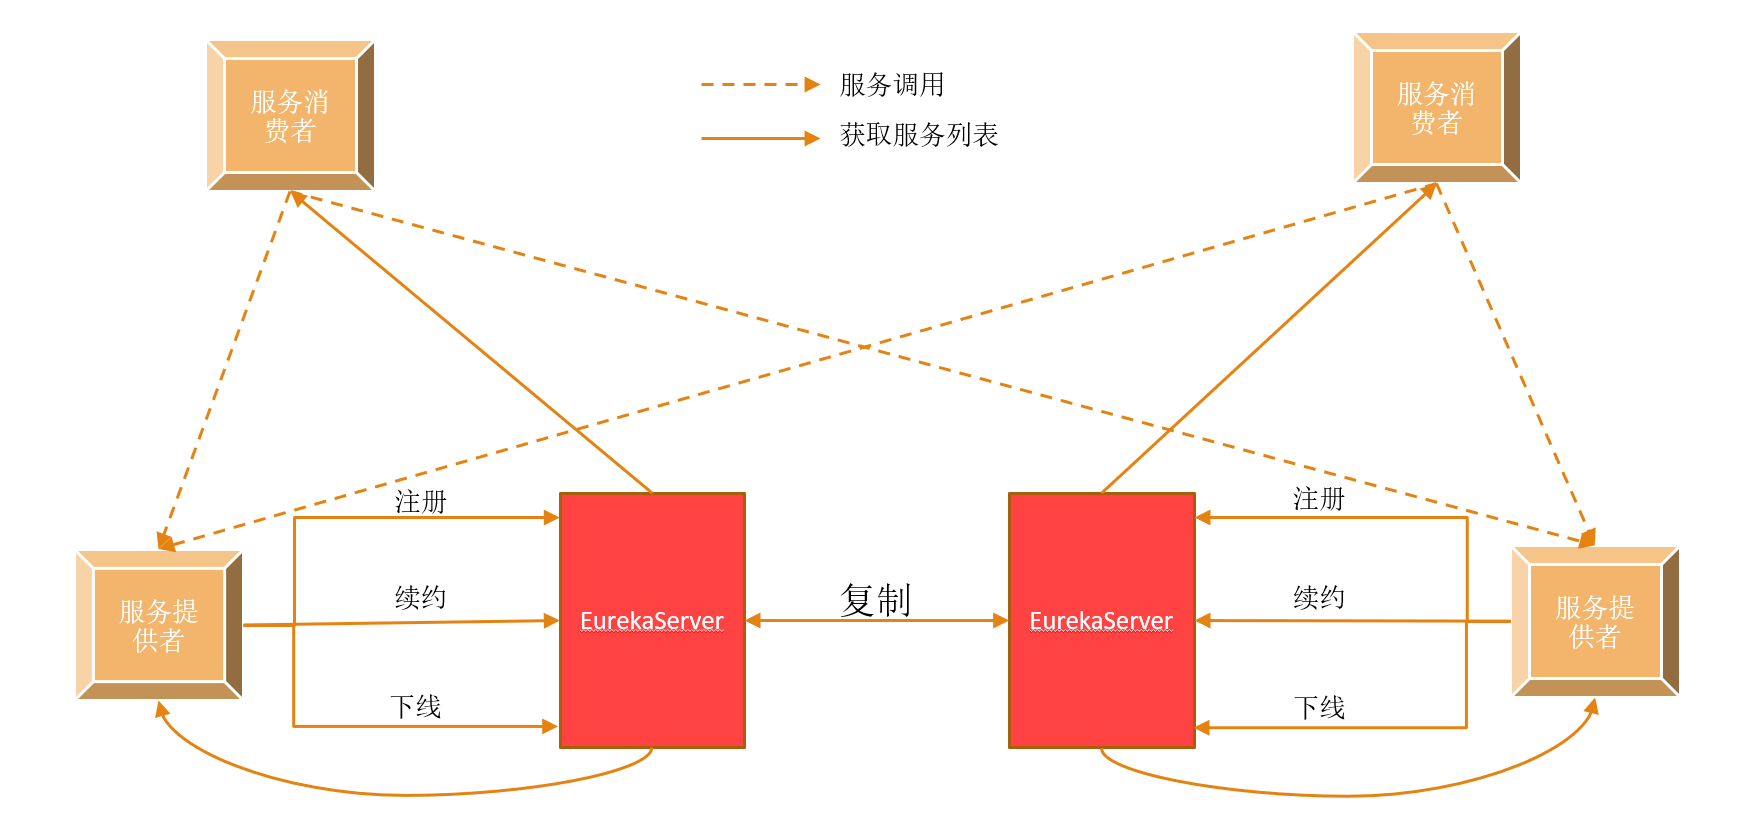 服务消
费者
服务调用
获取服务列表
服务消
费者
注册
续约
下线
服务提
供者
EurekaServer
复制
EurekaServer
注册
续约
下线
服务提
供者